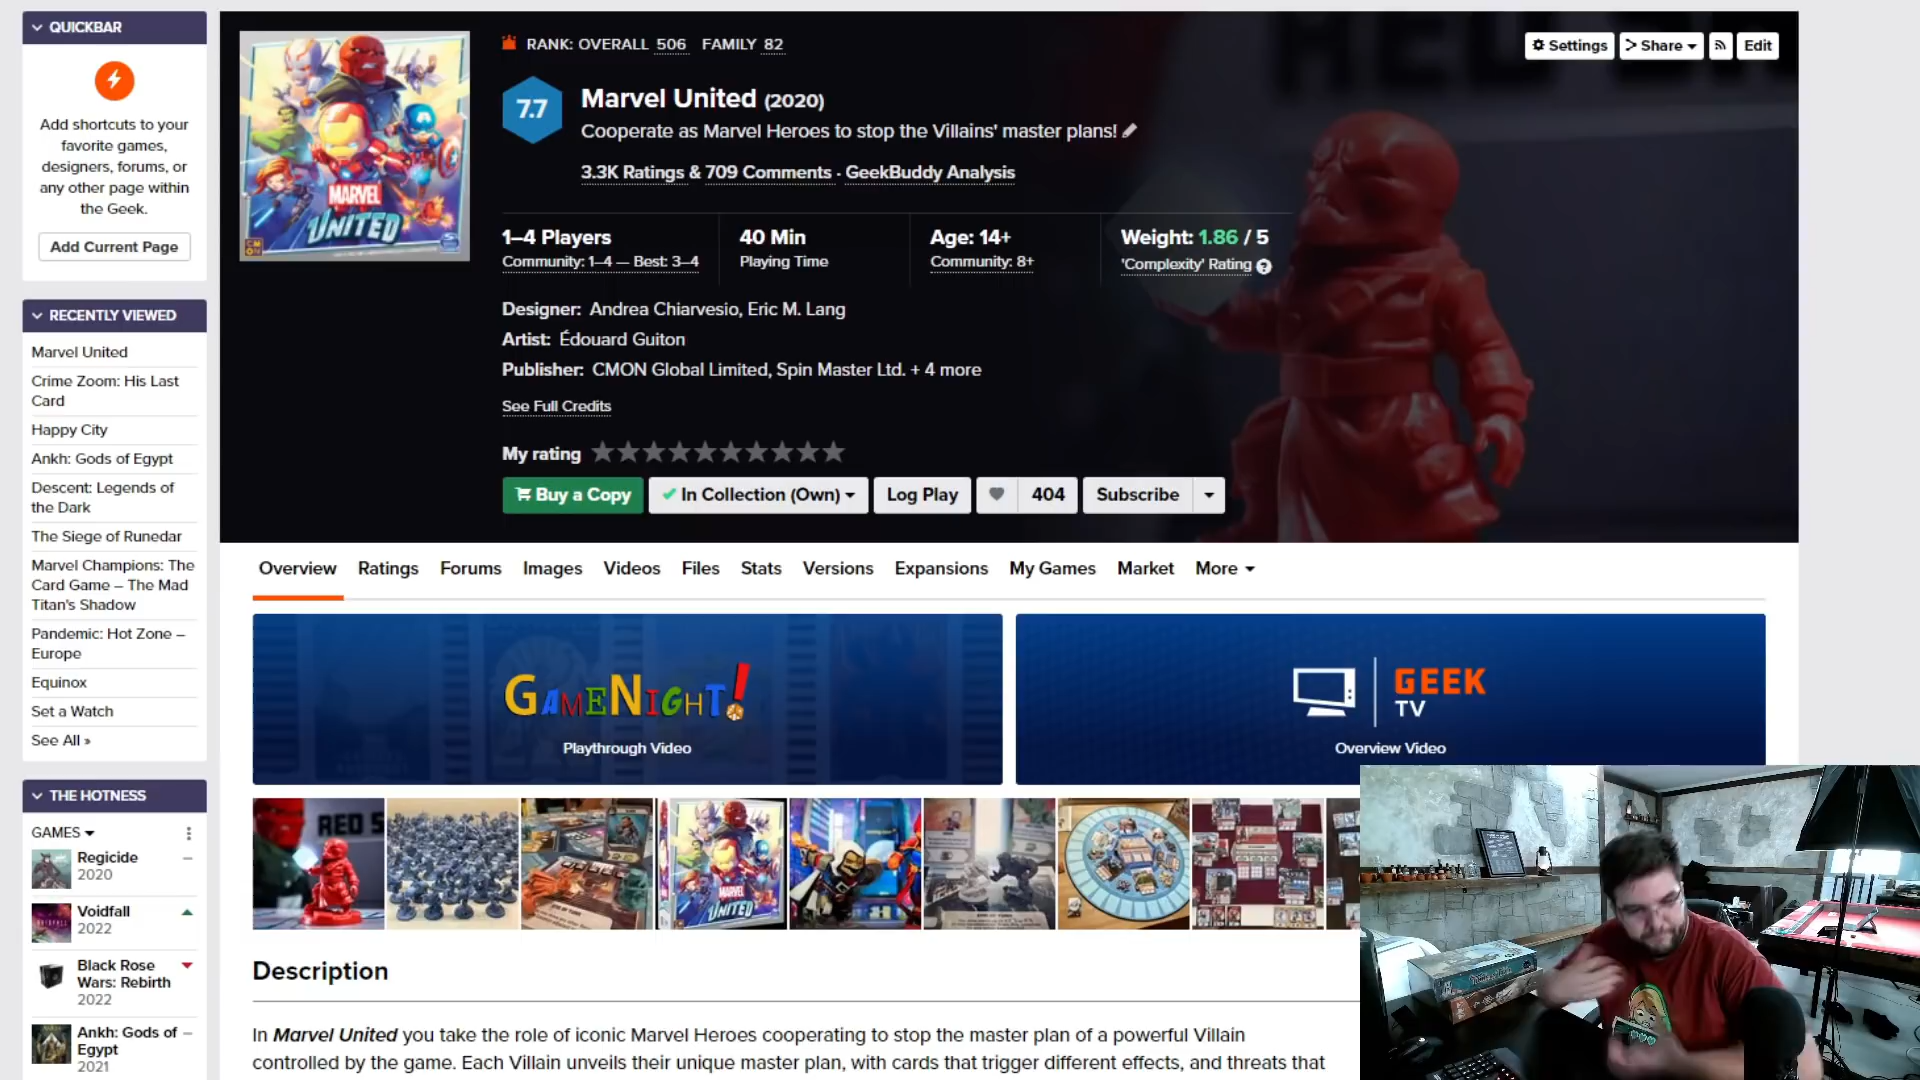 QUICKBAR
Add shortcuts to your
favorite games,
designers, forums, or
any other page within
the Geek.
Add Current Page
RECENTLY VIEWED
Marvel United
Crime Zoom: His Last
Card
Happy City
Ankh: Gods of Egypt
Descent: Legends of
the Dark
The Siege of Runedar
Marvel Champions: The
Card Game – The Mad
Titan's Shadow
Pandemic: Hot Zone –
Europe
Equinox
Set a Watch
See All »
THE HOTNESS
GAMES
Regicide
2020
Voidfall
2022
Black Rose
Wars: Rebirth
2022
Ankh: Gods of
Egypt
2021
MARVEL
UNITED
RANK: OVERALL 506 FAMILY 82
Settings
Share
Edit
7.7
Marvel United (2020)
Cooperate as Marvel Heroes to stop the Villains' master plans!
3.3K Ratings & 709 Comments · GeekBuddy Analysis
1–4 Players
Community: 1–4 — Best: 3–4
40 Min
Playing Time
Age: 14+
Community: 8+
Weight: 1.86 / 5
'Complexity' Rating
Designer: Andrea Chiarvesio, Eric M. Lang
Artist: Édouard Guiton
Publisher: CMON Global Limited, Spin Master Ltd. + 4 more
See Full Credits
My rating
Buy a Copy
In Collection (Own)
Log Play
404
Subscribe
Overview Ratings Forums Images Videos Files Stats Versions Expansions My Games Market More
GAMENIGHT!
Playthrough Video
GEEK
TV
Overview Video
RED S
MARVEL
UNITED
Description
In Marvel United you take the role of iconic Marvel Heroes cooperating to stop the master plan of a powerful Villain
controlled by the game. Each Villain unveils their unique master plan, with cards that trigger different effects, and threats that